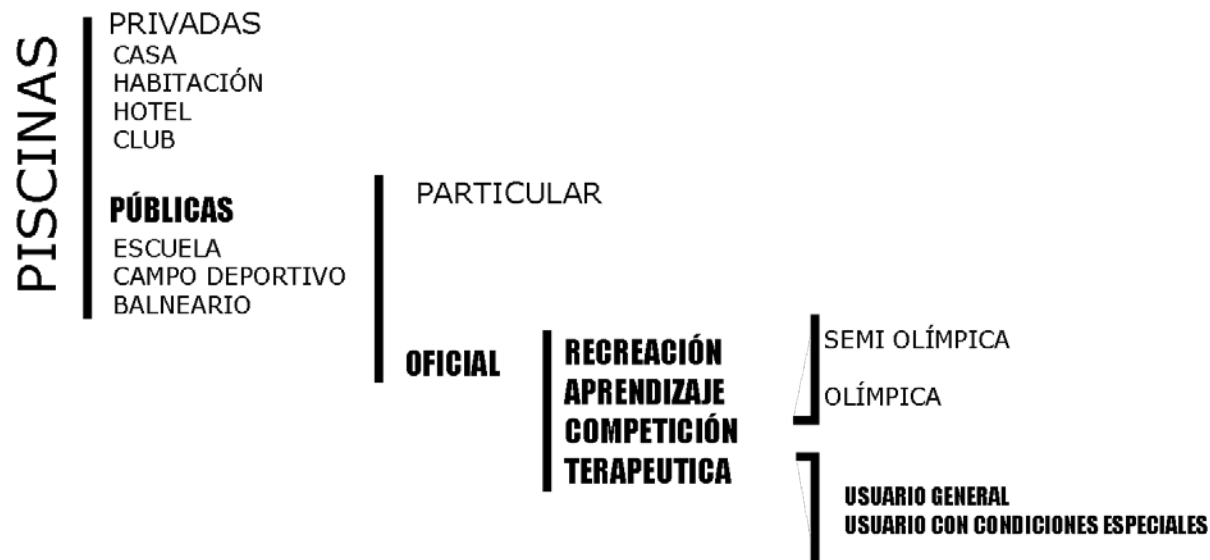 PISCINAS
PRIVADAS
CASA
HABITACIÓN
HOTEL
CLUB
PÚBLICAS
ESCUELA
CAMPO DEPORTIVO
BALNEARIO
PARTICULAR
OFICIAL
RECREACIÓN
APRENDIZAJE
COMPETICIÓN
TERAPEUTICA
SEMI OLÍMPICA
OLÍMPICA
USUARIO GENERAL
USUARIO CON CONDICIONES ESPECIALES